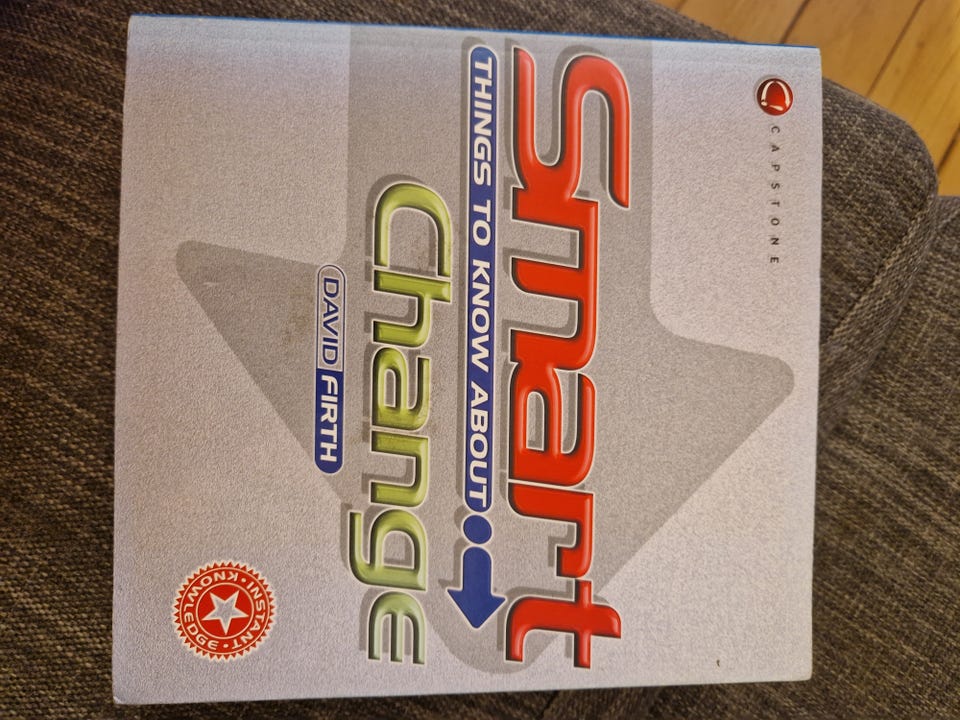 CAPSTONE
smart
THINGS TO KNOW ABOUT
change
DAVID FIRTH
INSTANT • KNOWLEDGE •